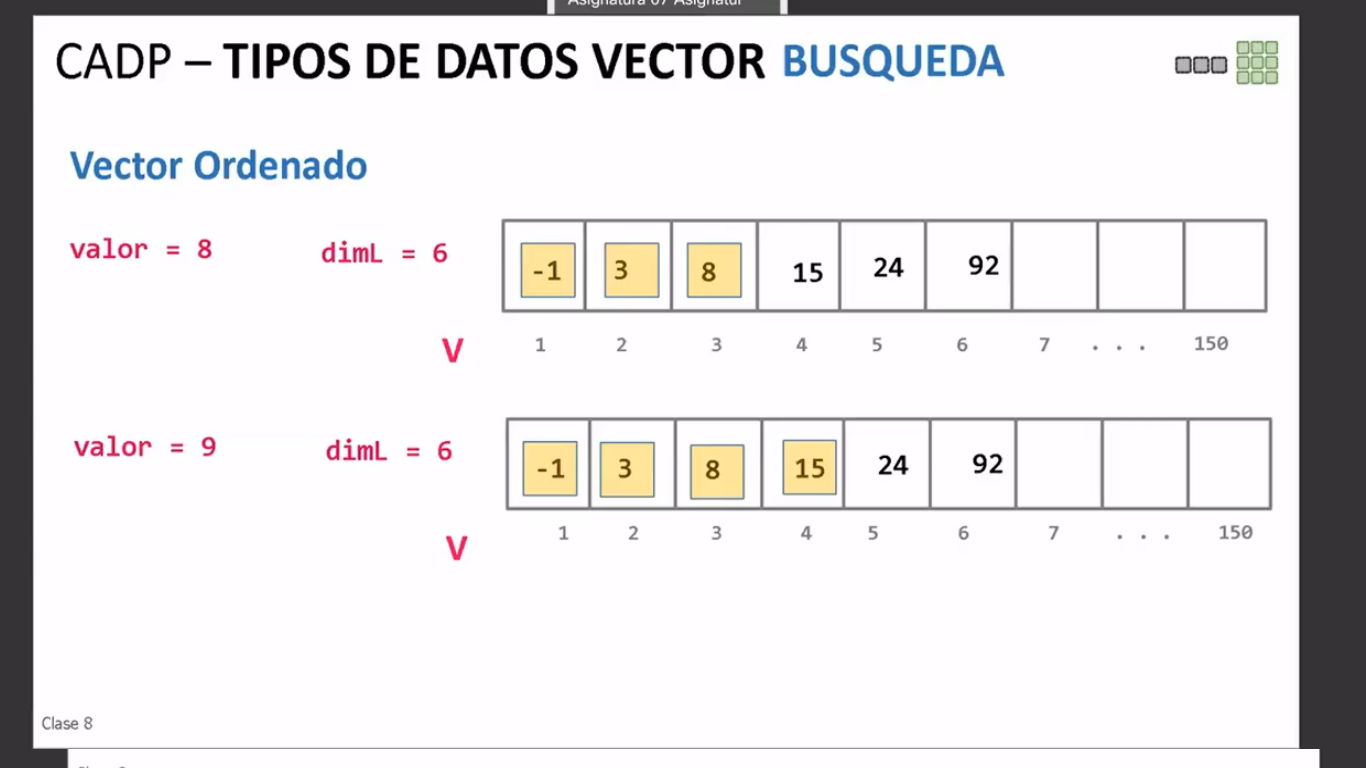 Asignatura 07 Asignatur
CADP – TIPOS DE DATOS VECTOR BUSQUEDA
Vector Ordenado
valor = 8 dimL = 6 -1 3 8 15 24 92
V 1 2 3 4 5 6 7 . . . 150
valor = 9 dimL = 6 -1 3 8 15 24 92
V 1 2 3 4 5 6 7 . . . 150
Clase 8